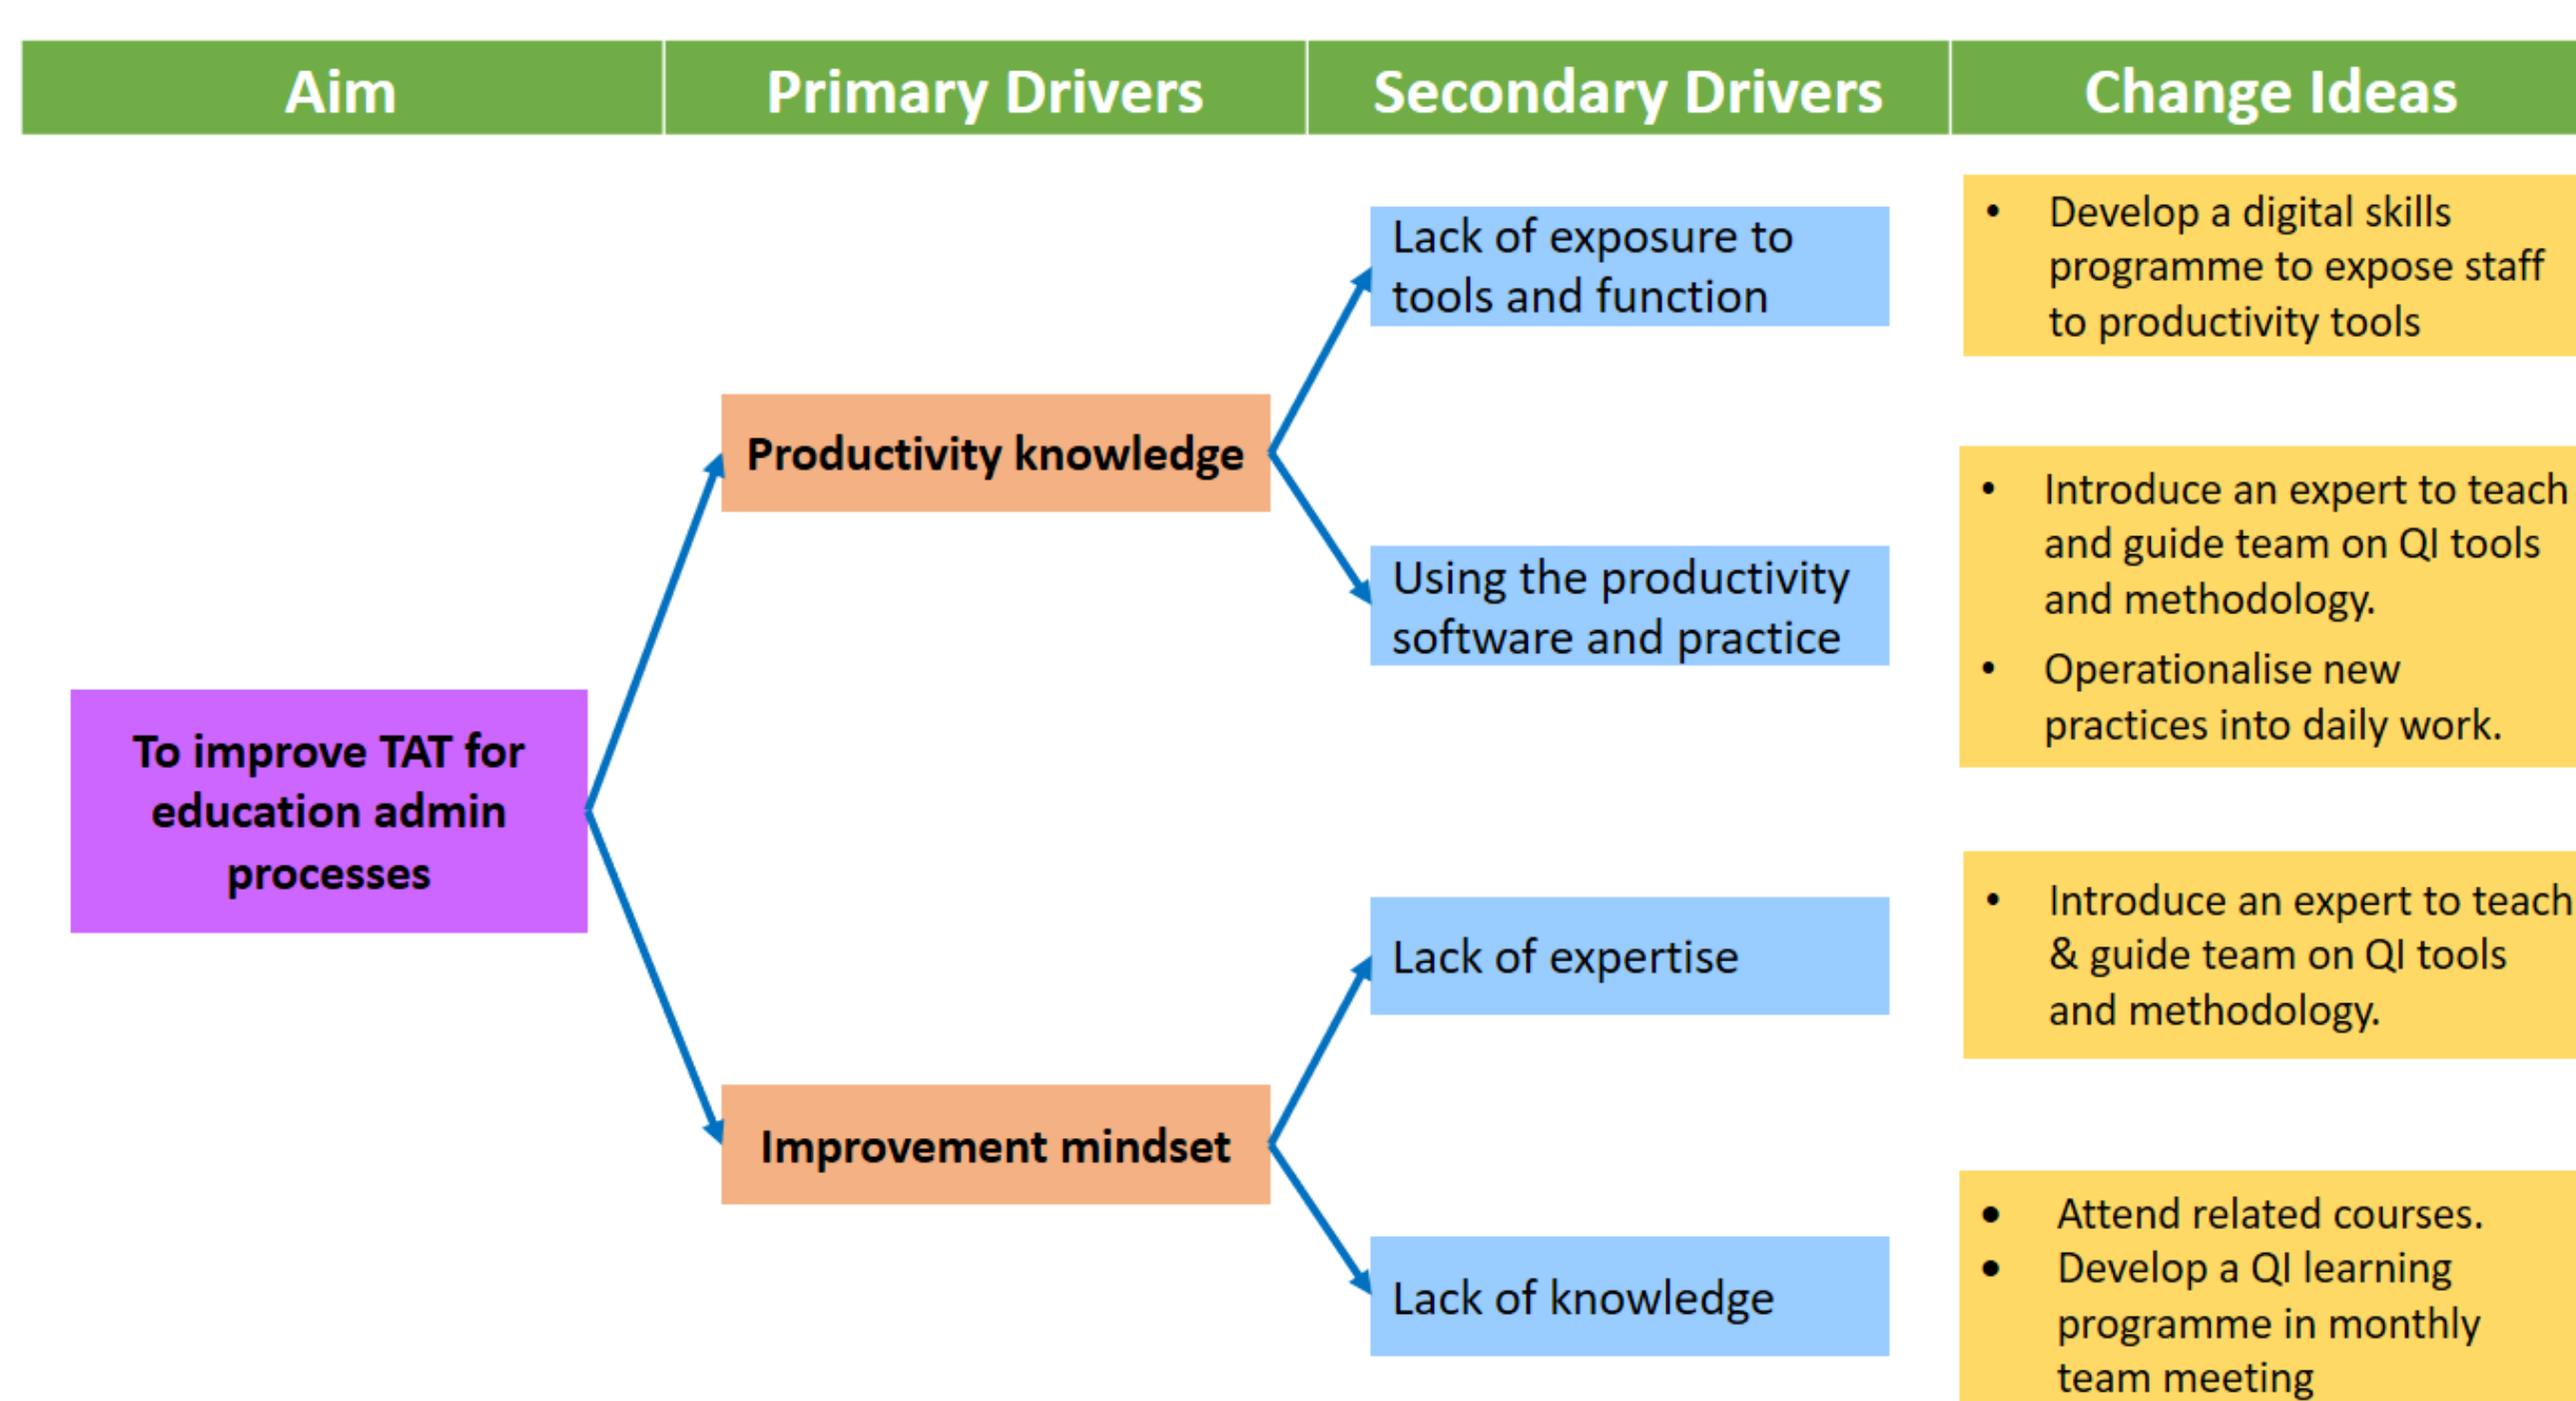 Aim
Primary Drivers
Secondary Drivers
Change Ideas
To improve TAT for
education admin
processes
Productivity knowledge
Improvement mindset
Lack of exposure to
tools and function
Using the productivity
software and practice
Lack of expertise
Lack of knowledge
• Develop a digital skills
programme to expose staff
to productivity tools
• Introduce an expert to teach
and guide team on QI tools
and methodology.
• Operationalise new
practices into daily work.
• Introduce an expert to teach
& guide team on QI tools
and methodology.
• Attend related courses.
• Develop a QI learning
programme in monthly
team meeting